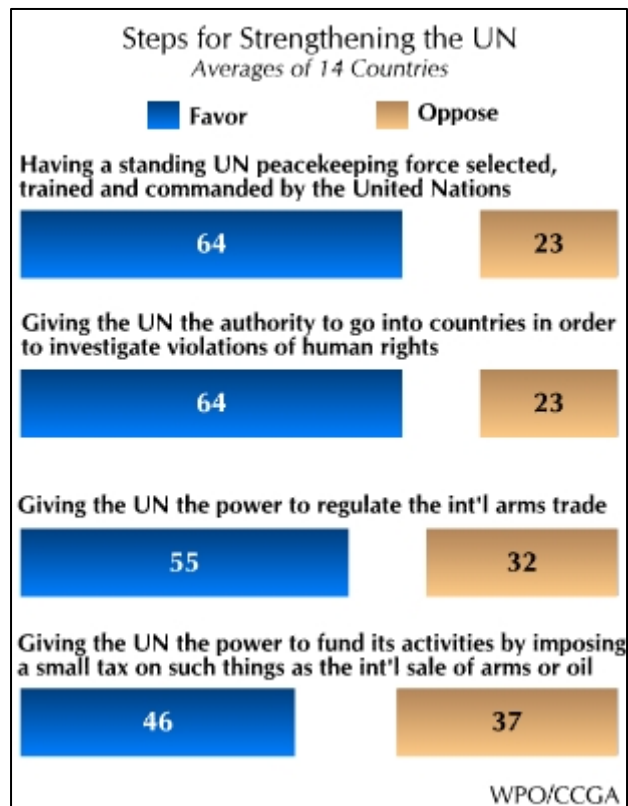 Steps for Strengthening the UN
Averages of 14 Countries
Favor Oppose
Having a standing UN peacekeeping force selected,
trained and commanded by the United Nations
64 23
Giving the UN the authority to go into countries in order
to investigate violations of human rights
64 23
Giving the UN the power to regulate the int'l arms trade
55 32
Giving the UN the power to fund its activities by imposing
a small tax on such things as the int'l sale of arms or oil
46 37
WPO/CCGA